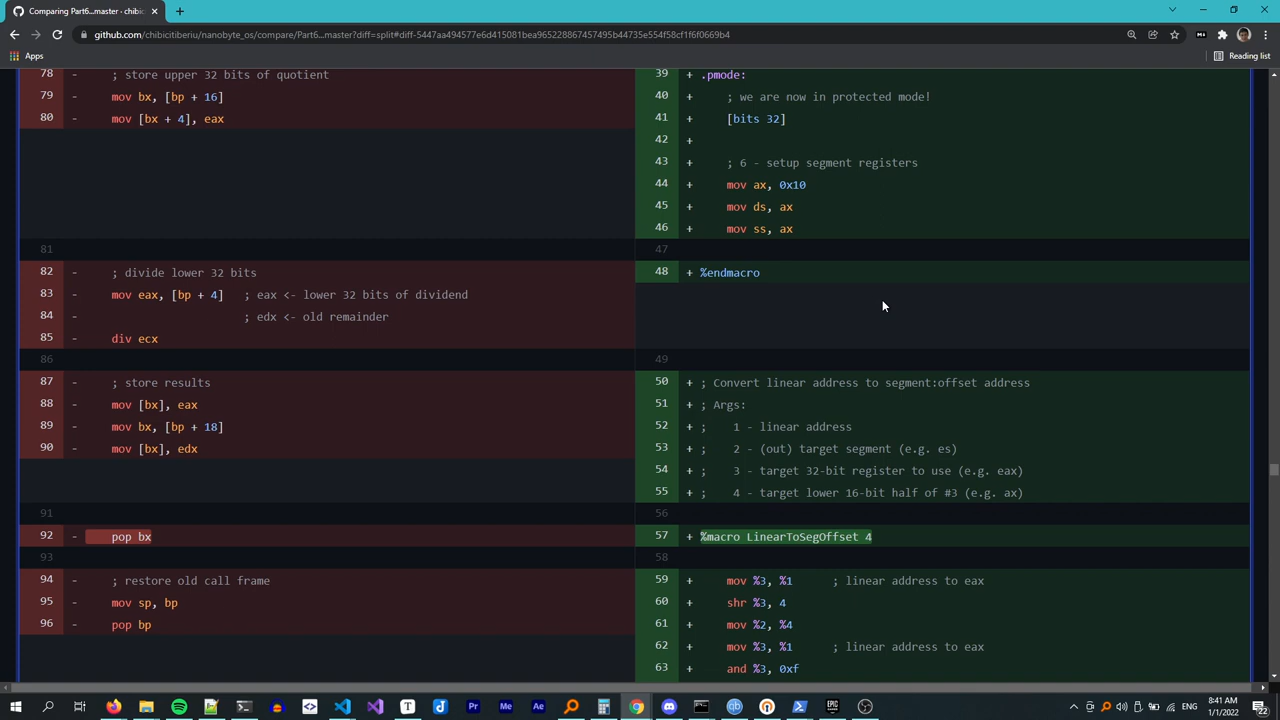 Comparing Part6...master · chibic
github.com/chibicitiberiu/nanobyte_os/compare/Part6...master?diff=split#diff-5447aa494577e6d415081bea965228867457495b44735e554f58cf1f6f0669b4
Apps
Reading list
78 - ; store upper 32 bits of quotient
79 - mov bx, [bp + 16]
80 - mov [bx + 4], eax
81
82 - ; divide lower 32 bits
83 - mov eax, [bp + 4] ; eax <- lower 32 bits of dividend
84 - ; edx <- old remainder
85 - div ecx
86
87 - ; store results
88 - mov [bx], eax
89 - mov bx, [bp + 18]
90 - mov [bx], edx
91
92 - pop bx
93
94 - ; restore old call frame
95 - mov sp, bp
96 - pop bp
39 + .pmode:
40 + ; we are now in protected mode!
41 + [bits 32]
42 +
43 + ; 6 - setup segment registers
44 + mov ax, 0x10
45 + mov ds, ax
46 + mov ss, ax
47
48 + %endmacro
49
50 + ; Convert linear address to segment:offset address
51 + ; Args:
52 + ; 1 - linear address
53 + ; 2 - (out) target segment (e.g. es)
54 + ; 3 - target 32-bit register to use (e.g. eax)
55 + ; 4 - target lower 16-bit half of #3 (e.g. ax)
56
57 + %macro LinearToSegOffset 4
58
59 + mov %3, %1 ; linear address to eax
60 + shr %3, 4
61 + mov %2, %4
62 + mov %3, %1 ; linear address to eax
63 + and %3, 0xf
ENG
8:41 AM
1/1/2022